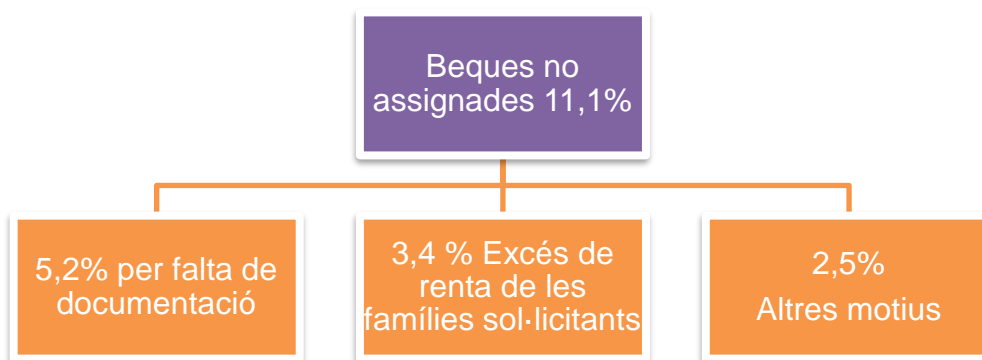 Beques no
assignades 11,1%
5,2% per falta de
documentació
3,4 % Excés de
renta de les
famílies sol·licitants
2,5%
Altres motius